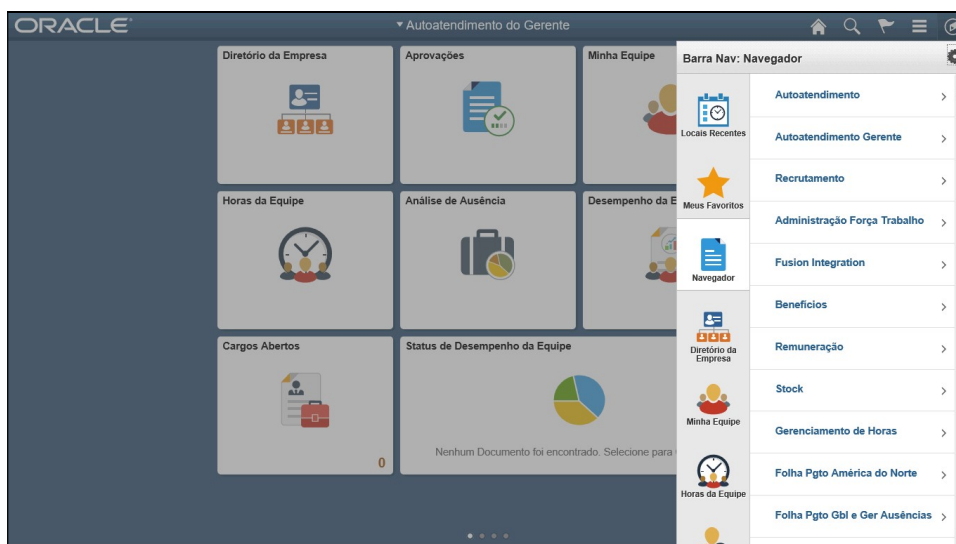 ORACLE
Autoatendimento do Gerente
Diretório da Empresa
Aprovações
Minha Equipe
Horas da Equipe
Análise de Ausência
Desempenho da E
Cargos Abertos
0
Status de Desempenho da Equipe
Nenhum Documento foi encontrado. Selecione para
Barra Nav: Navegador
Locais Recentes
Meus Favoritos
Navegador
Diretório da
Empresa
Minha Equipe
Horas da Equipe
Autoatendimento
Autoatendimento Gerente
Recrutamento
Administração Força Trabalho
Fusion Integration
Benefícios
Remuneração
Stock
Gerenciamento de Horas
Folha Pgto América do Norte
Folha Pgto Gbl e Ger Ausências